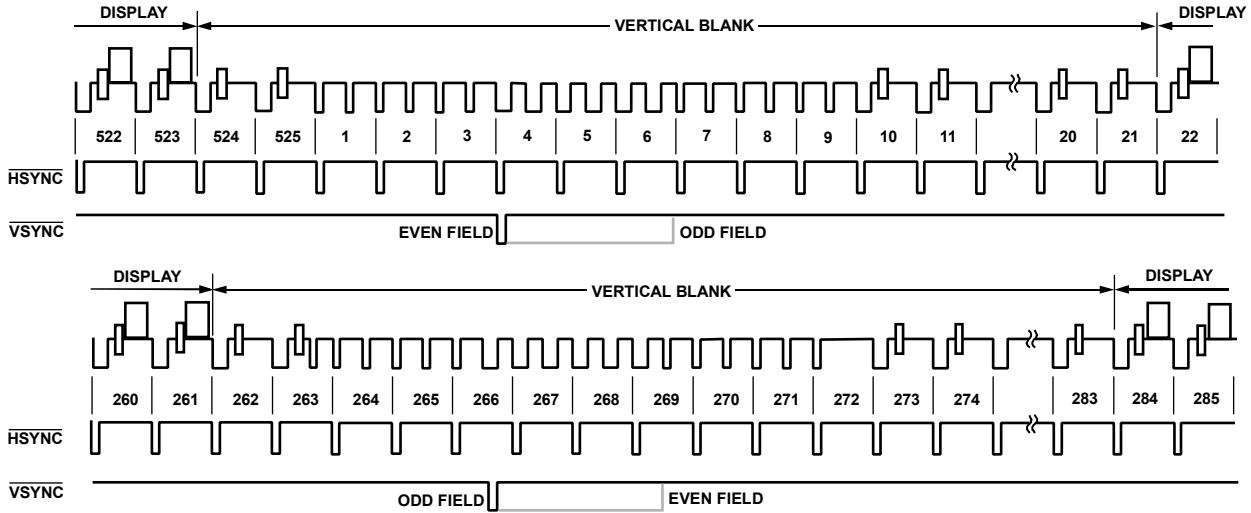 DISPLAY VERTICAL BLANK DISPLAY
522 523 524 525 1 2 3 4 5 6 7 8 9 10 11 20 21 22
HSYNC
VSYNC EVEN FIELD ODD FIELD
DISPLAY VERTICAL BLANK DISPLAY
260 261 262 263 264 265 266 267 268 269 270 271 272 273 274 283 284 285
HSYNC
VSYNC ODD FIELD EVEN FIELD